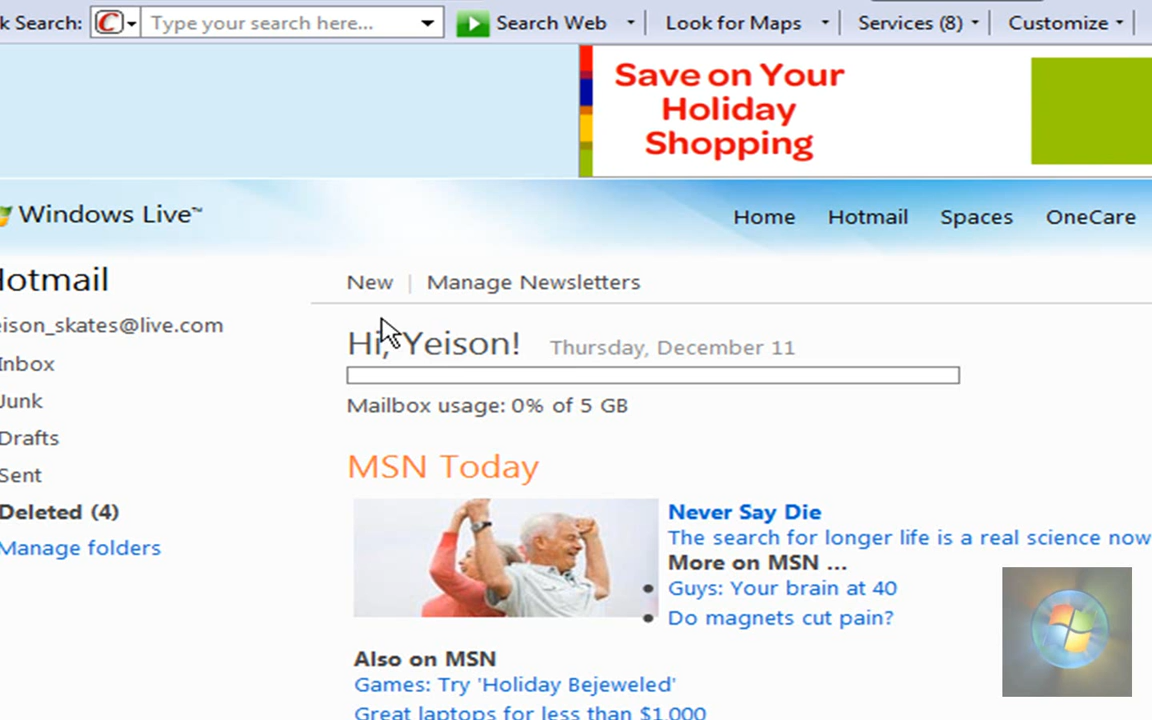 k Search: Type your search here... Search Web Look for Maps Services (8) Customize
Save on Your
Holiday
Shopping
Windows Live™
Home Hotmail Spaces OneCare
Hotmail
eison_skates@live.com
Inbox
Junk
Drafts
Sent
Deleted (4)
Manage folders
New | Manage Newsletters
Hi, Yeison! Thursday, December 11
Mailbox usage: 0% of 5 GB
MSN Today
Never Say Die
The search for longer life is a real science now
More on MSN ...
Guys: Your brain at 40
Do magnets cut pain?
Also on MSN
Games: Try 'Holiday Bejeweled'
Great laptops for less than $1,000